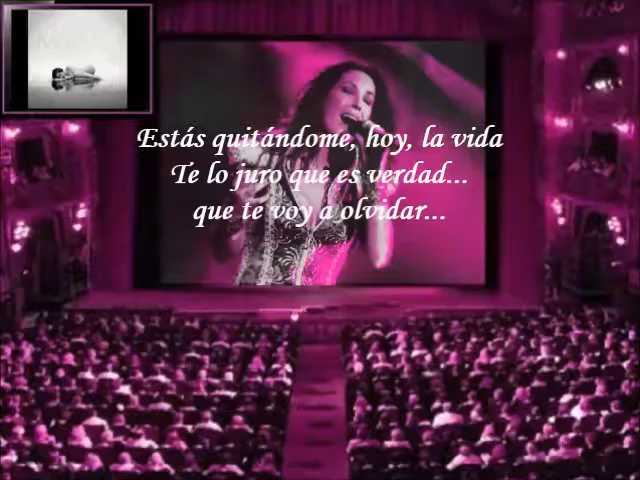 Estás quitándome, hoy, la vida
Te lo juro que es verdad...
que te voy a olvidar...